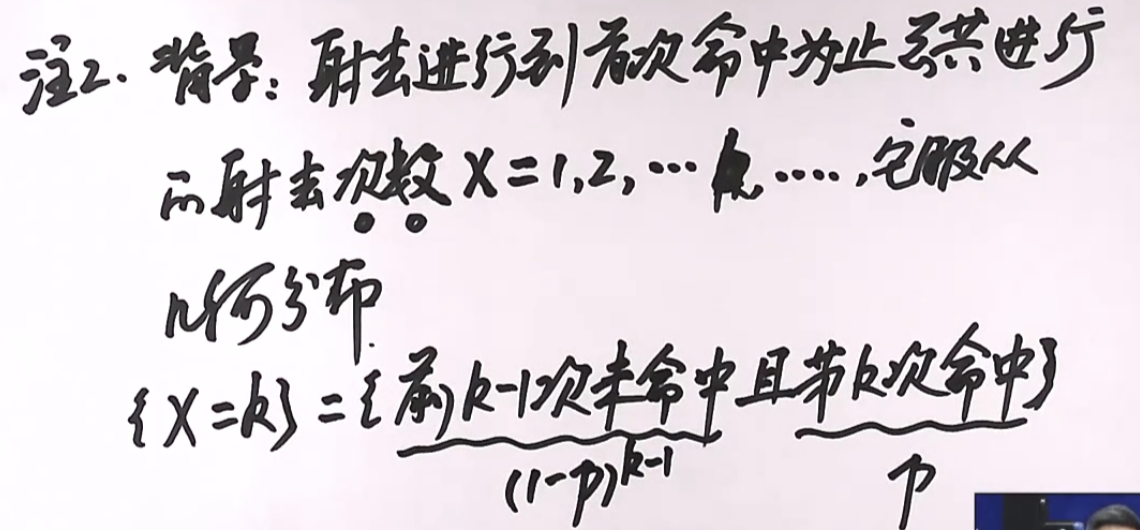 注2. 背景: 射击进行到首次命中为止总共进行
的射击次数 X = 1, 2, … k, …., 它服从
几何分布.
{X = k} = {前k-1次未命中且第k次命中}
(1-p)^{k-1} p